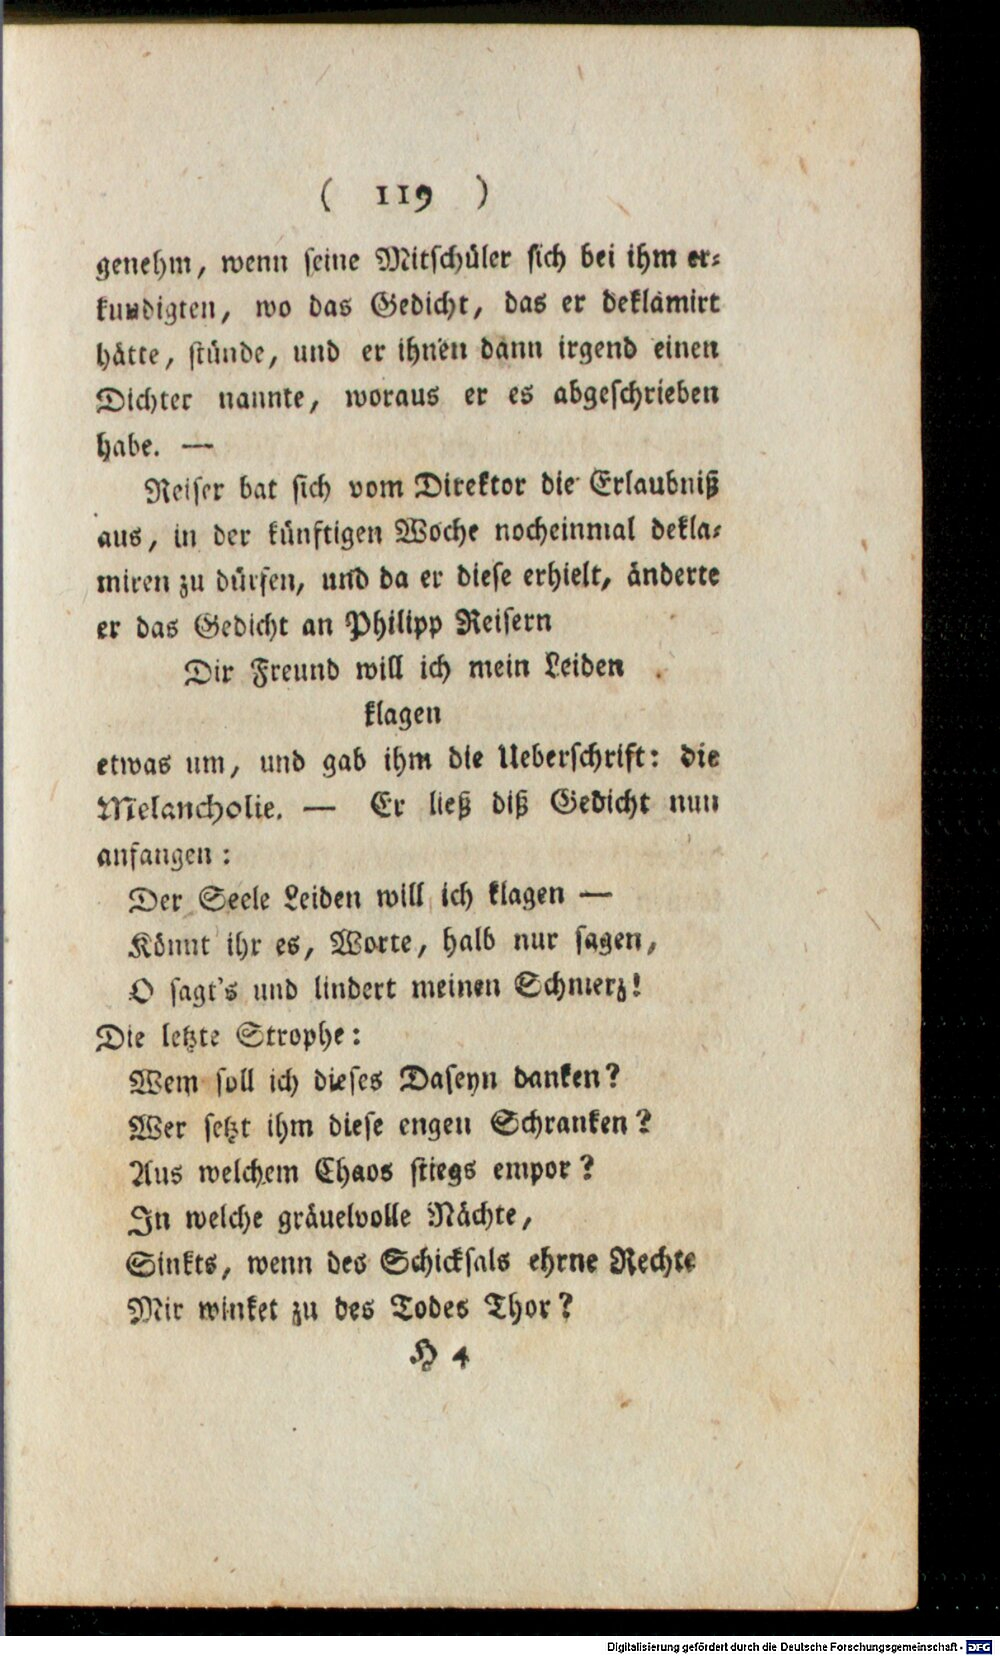 ( 119 )
genehm, wenn seine Mitschüler sich bei ihm er-
kundigten, wo das Gedicht, das er deklamirt
hätte, stünde, und er ihnen dann irgend einen
Dichter nannte, woraus er es abgeschrieben
habe. —
Reiser bat sich vom Direktor die Erlaubniß
aus, in der künftigen Woche nocheinmal dekla-
miren zu dürfen, und da er diese erhielt, änderte
er das Gedicht an Philipp Reisern
Dir Freund will ich mein Leiden
klagen
etwas um, und gab ihm die Ueberschrift: die
Melancholie. — Er ließ diß Gedicht nun
anfangen:
Der Seele Leiden will ich klagen —
Könnt ihr es, Worte, halb nur sagen,
O sagt's und lindert meinen Schmerz!
Die letzte Strophe:
Wem soll ich dieses Daseyn danken?
Wer setzt ihm diese engen Schranken?
Aus welchem Chaos stiegs empor?
In welche gräuelvolle Nächte,
Sinkts, wenn des Schicksals ehrne Rechte
Mir winket zu des Todes Thor?
H 4
Digitalisierung gefördert durch die Deutsche Forschungsgemeinschaft - DFG